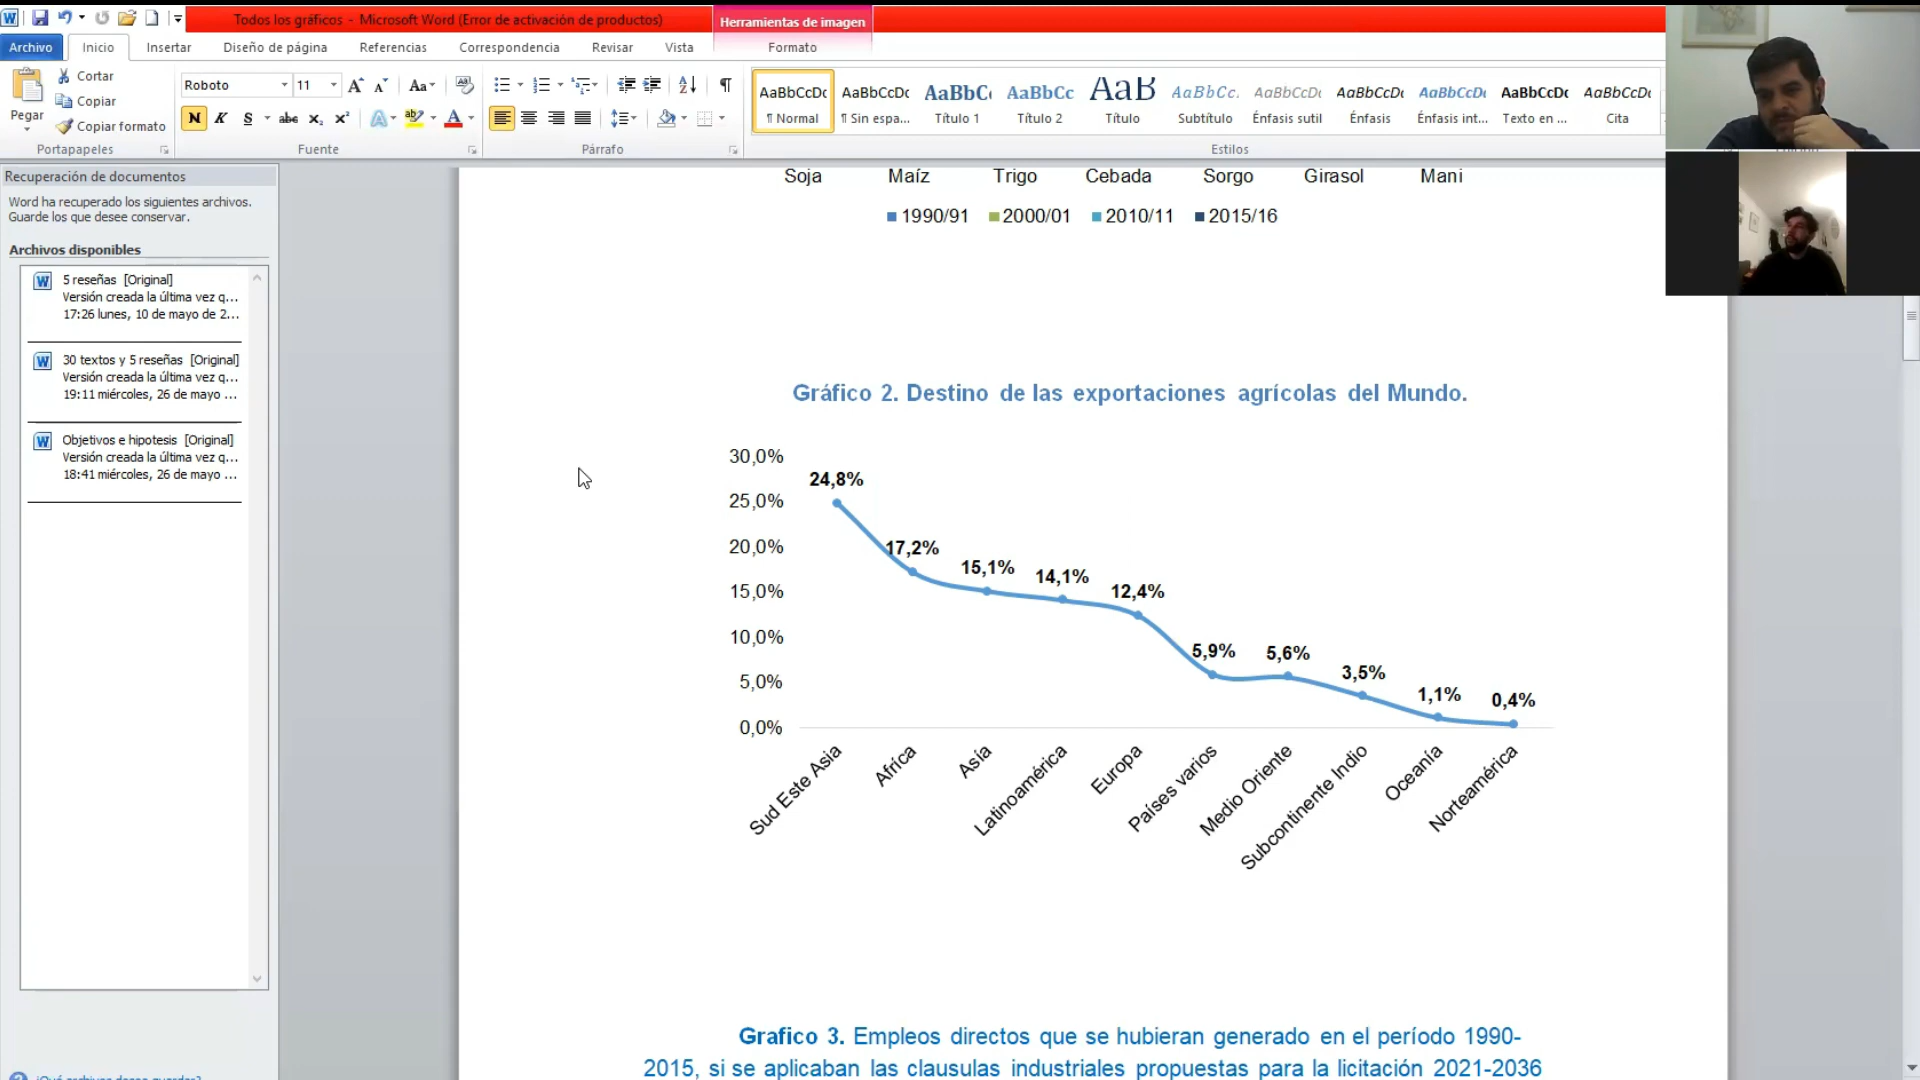 Todos los gráficos - Microsoft Word (Error de activación de productos)
Herramientas de imagen
Archivo Inicio Insertar Diseño de página Referencias Correspondencia Revisar Vista Formato
Pegar
Cortar
Copiar
Copiar formato
Portapapeles
Roboto 11
N K S abc x₂ x²
Fuente
Párrafo
AaBbCcDc AaBbCcDc AaBbC AaBbCc AaB AaBbCc. AaBbCcDc AaBbCcDc AaBbCcDc AaBbCcDc AaBbCcDc
¶ Normal ¶ Sin espa... Título 1 Título 2 Título Subtítulo Énfasis sutil Énfasis Énfasis int... Texto en ... Cita
Estilos
Recuperación de documentos
Word ha recuperado los siguientes archivos.
Guarde los que desee conservar.
Archivos disponibles
5 reseñas [Original]
Versión creada la última vez q...
17:26 lunes, 10 de mayo de 2...
30 textos y 5 reseñas [Original]
Versión creada la última vez q...
19:11 miércoles, 26 de mayo ...
Objetivos e hipotesis [Original]
Versión creada la última vez q...
18:41 miércoles, 26 de mayo ...
Soja Maíz Trigo Cebada Sorgo Girasol Mani
1990/91 2000/01 2010/11 2015/16
Gráfico 2. Destino de las exportaciones agrícolas del Mundo.
30,0%
25,0%
20,0%
15,0%
10,0%
5,0%
0,0%
24,8%
17,2%
15,1%
14,1%
12,4%
5,9%
5,6%
3,5%
1,1%
0,4%
Sud Este Asia
Africa
Asía
Latinoamérica
Europa
Países varios
Medio Oriente
Subcontinente Indio
Oceanía
Norteamérica
Grafico 3. Empleos directos que se hubieran generado en el período 1990-
2015, si se aplicaban las clausulas industriales propuestas para la licitación 2021-2036